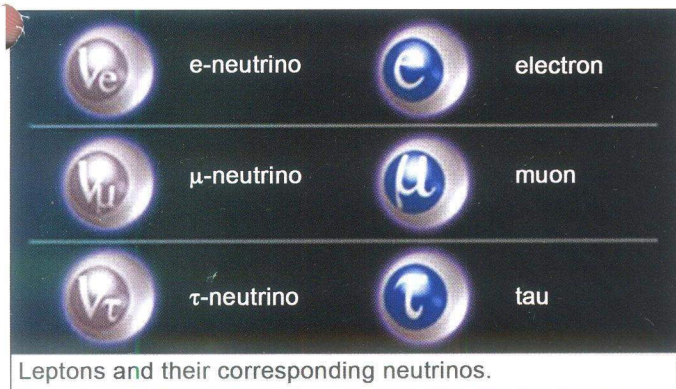 νe e-neutrino e electron
νμ μ-neutrino μ muon
ντ τ-neutrino τ tau
Leptons and their corresponding neutrinos.